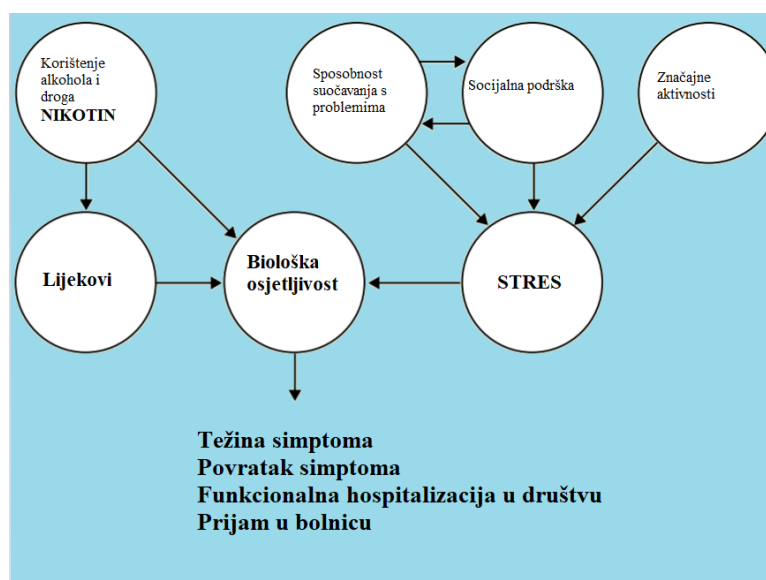 Korištenje
alkohola i
droga
NIKOTIN
Sposobnost
suočavanja s
problemima
Socijalna podrška
Značajne
aktivnosti
Lijekovi
Biološka
osjetljivost
STRES
Težina simptoma
Povratak simptoma
Funkcionalna hospitalizacija u društvu
Prijam u bolnicu